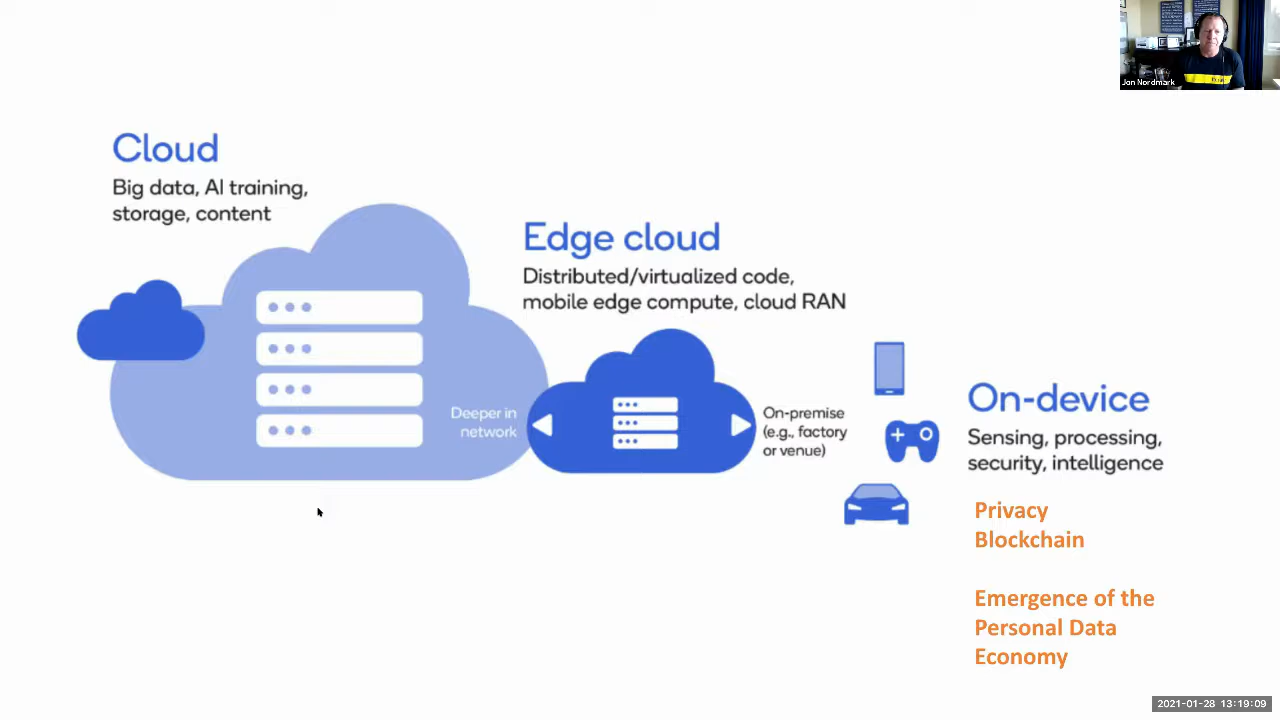 Jon Nordmark
Cloud
Big data, AI training,
storage, content
Edge cloud
Distributed/virtualized code,
mobile edge compute, cloud RAN
Deeper in
network
On-premise
(e.g., factory
or venue)
On-device
Sensing, processing,
security, intelligence
Privacy
Blockchain
Emergence of the
Personal Data
Economy
2021-01-28 13:19:09